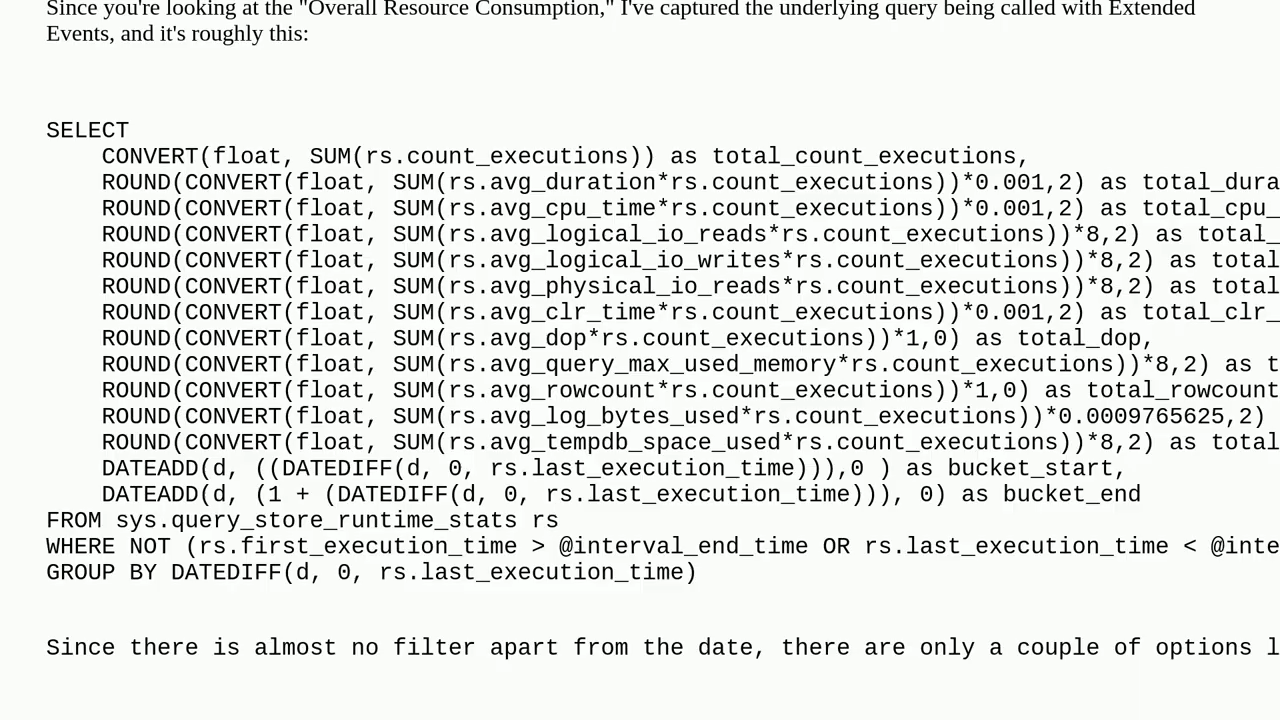 Since you're looking at the "Overall Resource Consumption," I've captured the underlying query being called with Extended
Events, and it's roughly this:
SELECT
    CONVERT(float, SUM(rs.count_executions)) as total_count_executions,
    ROUND(CONVERT(float, SUM(rs.avg_duration*rs.count_executions))*0.001,2) as total_dura
    ROUND(CONVERT(float, SUM(rs.avg_cpu_time*rs.count_executions))*0.001,2) as total_cpu_
    ROUND(CONVERT(float, SUM(rs.avg_logical_io_reads*rs.count_executions))*8,2) as total_
    ROUND(CONVERT(float, SUM(rs.avg_logical_io_writes*rs.count_executions))*8,2) as total
    ROUND(CONVERT(float, SUM(rs.avg_physical_io_reads*rs.count_executions))*8,2) as total
    ROUND(CONVERT(float, SUM(rs.avg_clr_time*rs.count_executions))*0.001,2) as total_clr_
    ROUND(CONVERT(float, SUM(rs.avg_dop*rs.count_executions))*1,0) as total_dop,
    ROUND(CONVERT(float, SUM(rs.avg_query_max_used_memory*rs.count_executions))*8,2) as t
    ROUND(CONVERT(float, SUM(rs.avg_rowcount*rs.count_executions))*1,0) as total_rowcount
    ROUND(CONVERT(float, SUM(rs.avg_log_bytes_used*rs.count_executions))*0.0009765625,2)
    ROUND(CONVERT(float, SUM(rs.avg_tempdb_space_used*rs.count_executions))*8,2) as total
    DATEADD(d, ((DATEDIFF(d, 0, rs.last_execution_time))),0 ) as bucket_start,
    DATEADD(d, (1 + (DATEDIFF(d, 0, rs.last_execution_time))), 0) as bucket_end
FROM sys.query_store_runtime_stats rs
WHERE NOT (rs.first_execution_time > @interval_end_time OR rs.last_execution_time < @inte
GROUP BY DATEDIFF(d, 0, rs.last_execution_time)
Since there is almost no filter apart from the date, there are only a couple of options l